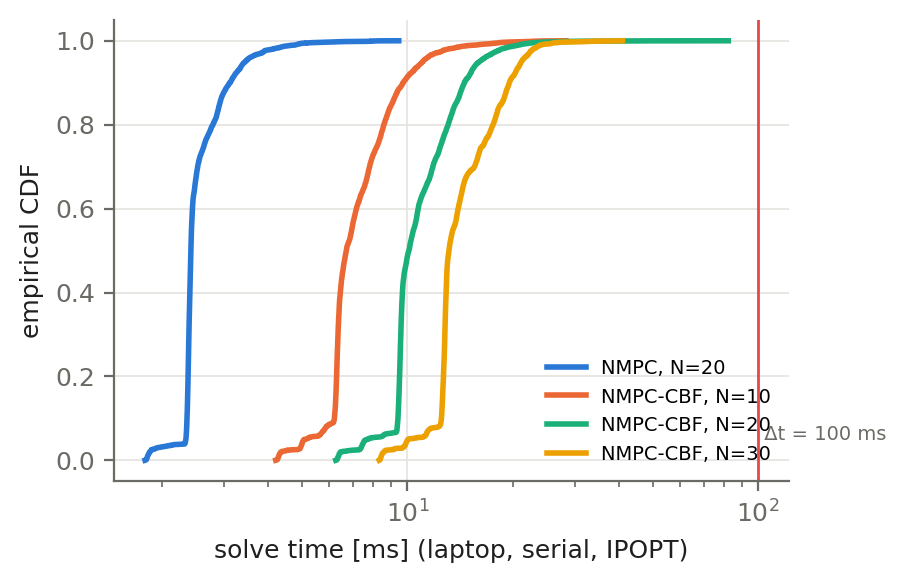 empirical CDF
1.0
0.8
0.6
0.4
0.2
0.0
NMPC, N=20
NMPC-CBF, N=10
NMPC-CBF, N=20
NMPC-CBF, N=30
Δt = 100 ms
10¹
10²
solve time [ms] (laptop, serial, IPOPT)